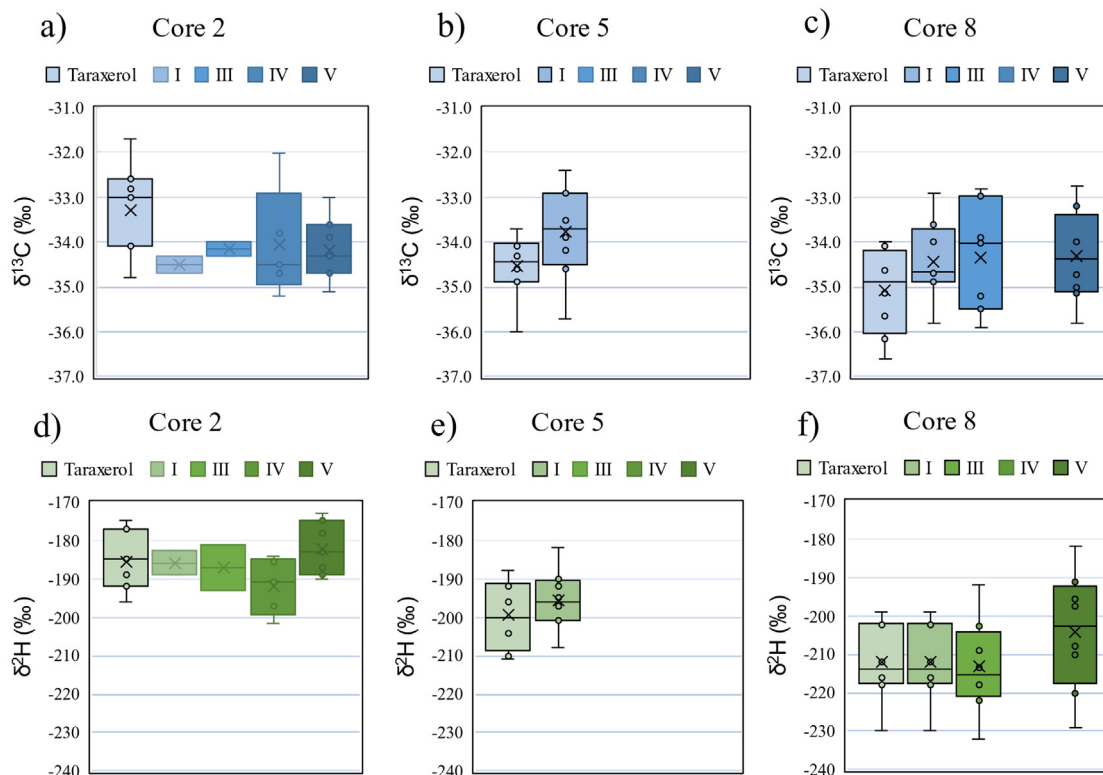 a) Core 2
Taraxerol I III IV V
-31.0
-32.0
-33.0
-34.0
-35.0
-36.0
-37.0
δ¹³C (‰)
b) Core 5
Taraxerol I III IV V
-31.0
-32.0
-33.0
-34.0
-35.0
-36.0
-37.0
δ¹³C (‰)
c) Core 8
Taraxerol I III IV V
-31.0
-32.0
-33.0
-34.0
-35.0
-36.0
-37.0
δ¹³C (‰)
d) Core 2
Taraxerol I III IV V
-170
-180
-190
-200
-210
-220
-230
-240
δ²H (‰)
e) Core 5
Taraxerol I III IV V
-170
-180
-190
-200
-210
-220
-230
-240
δ²H (‰)
f) Core 8
Taraxerol I III IV V
-170
-180
-190
-200
-210
-220
-230
-240
δ²H (‰)